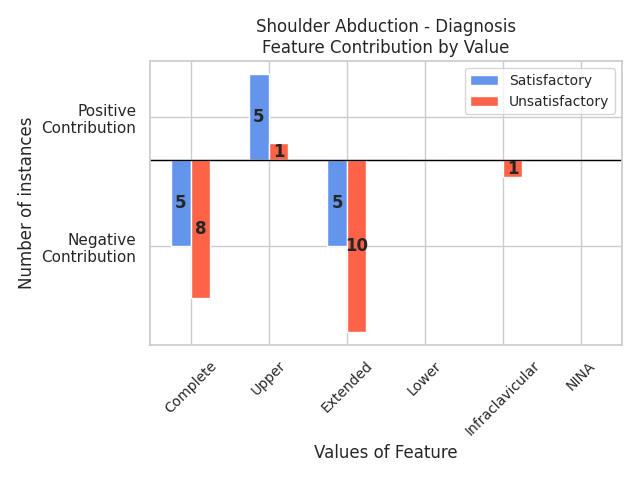 Shoulder Abduction - Diagnosis
Feature Contribution by Value
Satisfactory
Unsatisfactory
Positive
Contribution
Negative
Contribution
Number of instances
5
8
5
1
5
10
1
Complete
Upper
Extended
Lower
Infraclavicular
NINA
Values of Feature